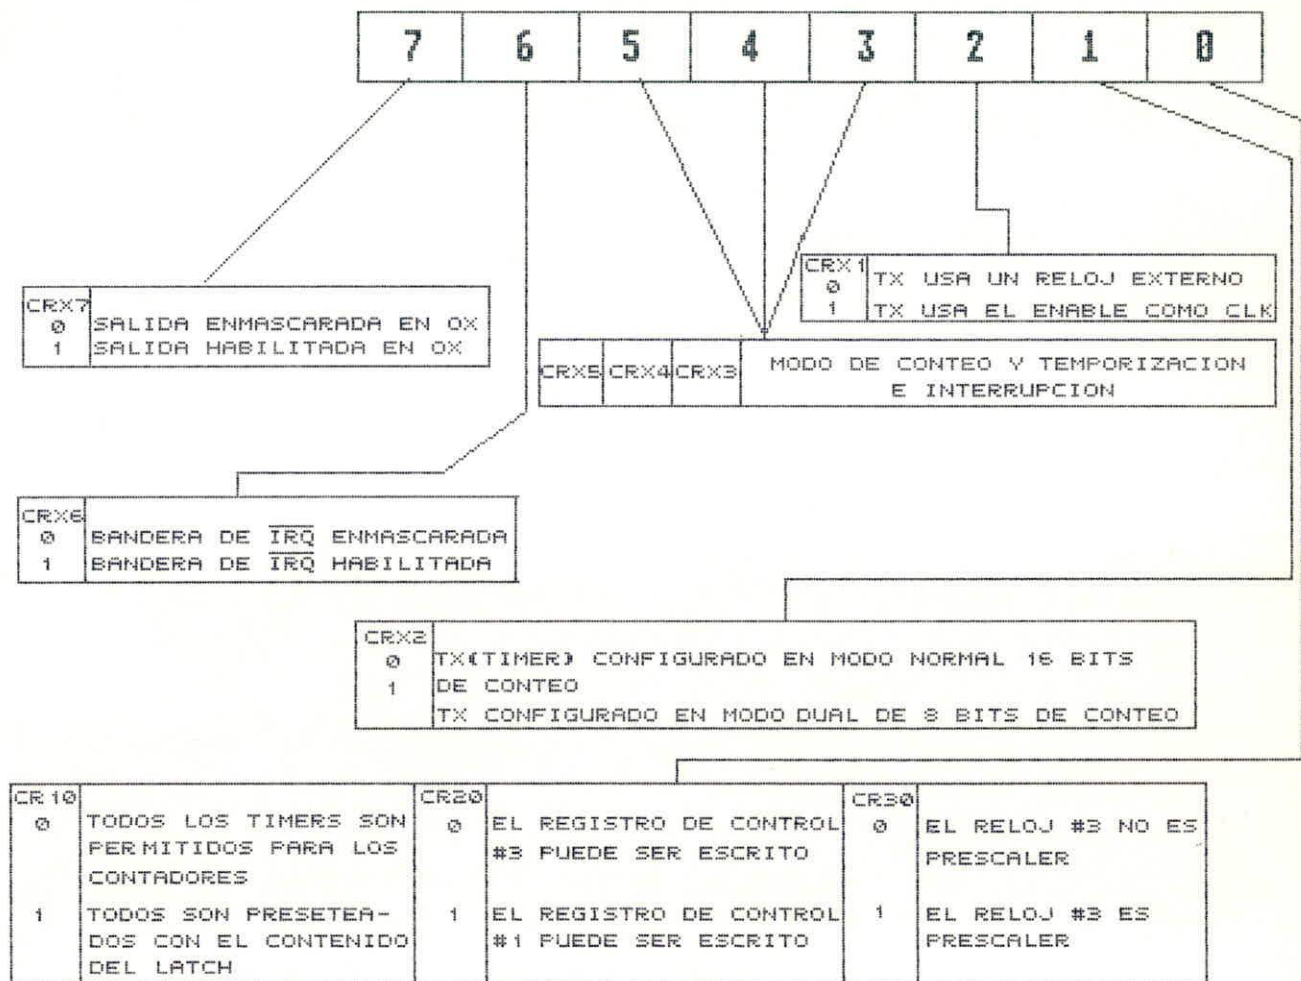 7 6 5 4 3 2 1 0
CRX1
0 TX USA UN RELOJ EXTERNO
1 TX USA EL ENABLE COMO CLK
CRX7
0 SALIDA ENMASCARADA EN OX
1 SALIDA HABILITADA EN OX
CRX5 CRX4 CRX3 MODO DE CONTEO Y TEMPORIZACION
E INTERRUPCION
CRX6
0 BANDERA DE IRQ ENMASCARADA
1 BANDERA DE IRQ HABILITADA
CRX2
0 TX(TIMER) CONFIGURADO EN MODO NORMAL 16 BITS
1 DE CONTEO
TX CONFIGURADO EN MODO DUAL DE 8 BITS DE CONTEO
CR10
0 TODOS LOS TIMERS SON
PERMITIDOS PARA LOS
CONTADORES
1 TODOS SON PRESETEA-
DOS CON EL CONTENIDO
DEL LATCH
CR20
0 EL REGISTRO DE CONTROL
#3 PUEDE SER ESCRITO
1 EL REGISTRO DE CONTROL
#1 PUEDE SER ESCRITO
CR30
0 EL RELOJ #3 NO ES
PRESCALER
1 EL RELOJ #3 ES
PRESCALER